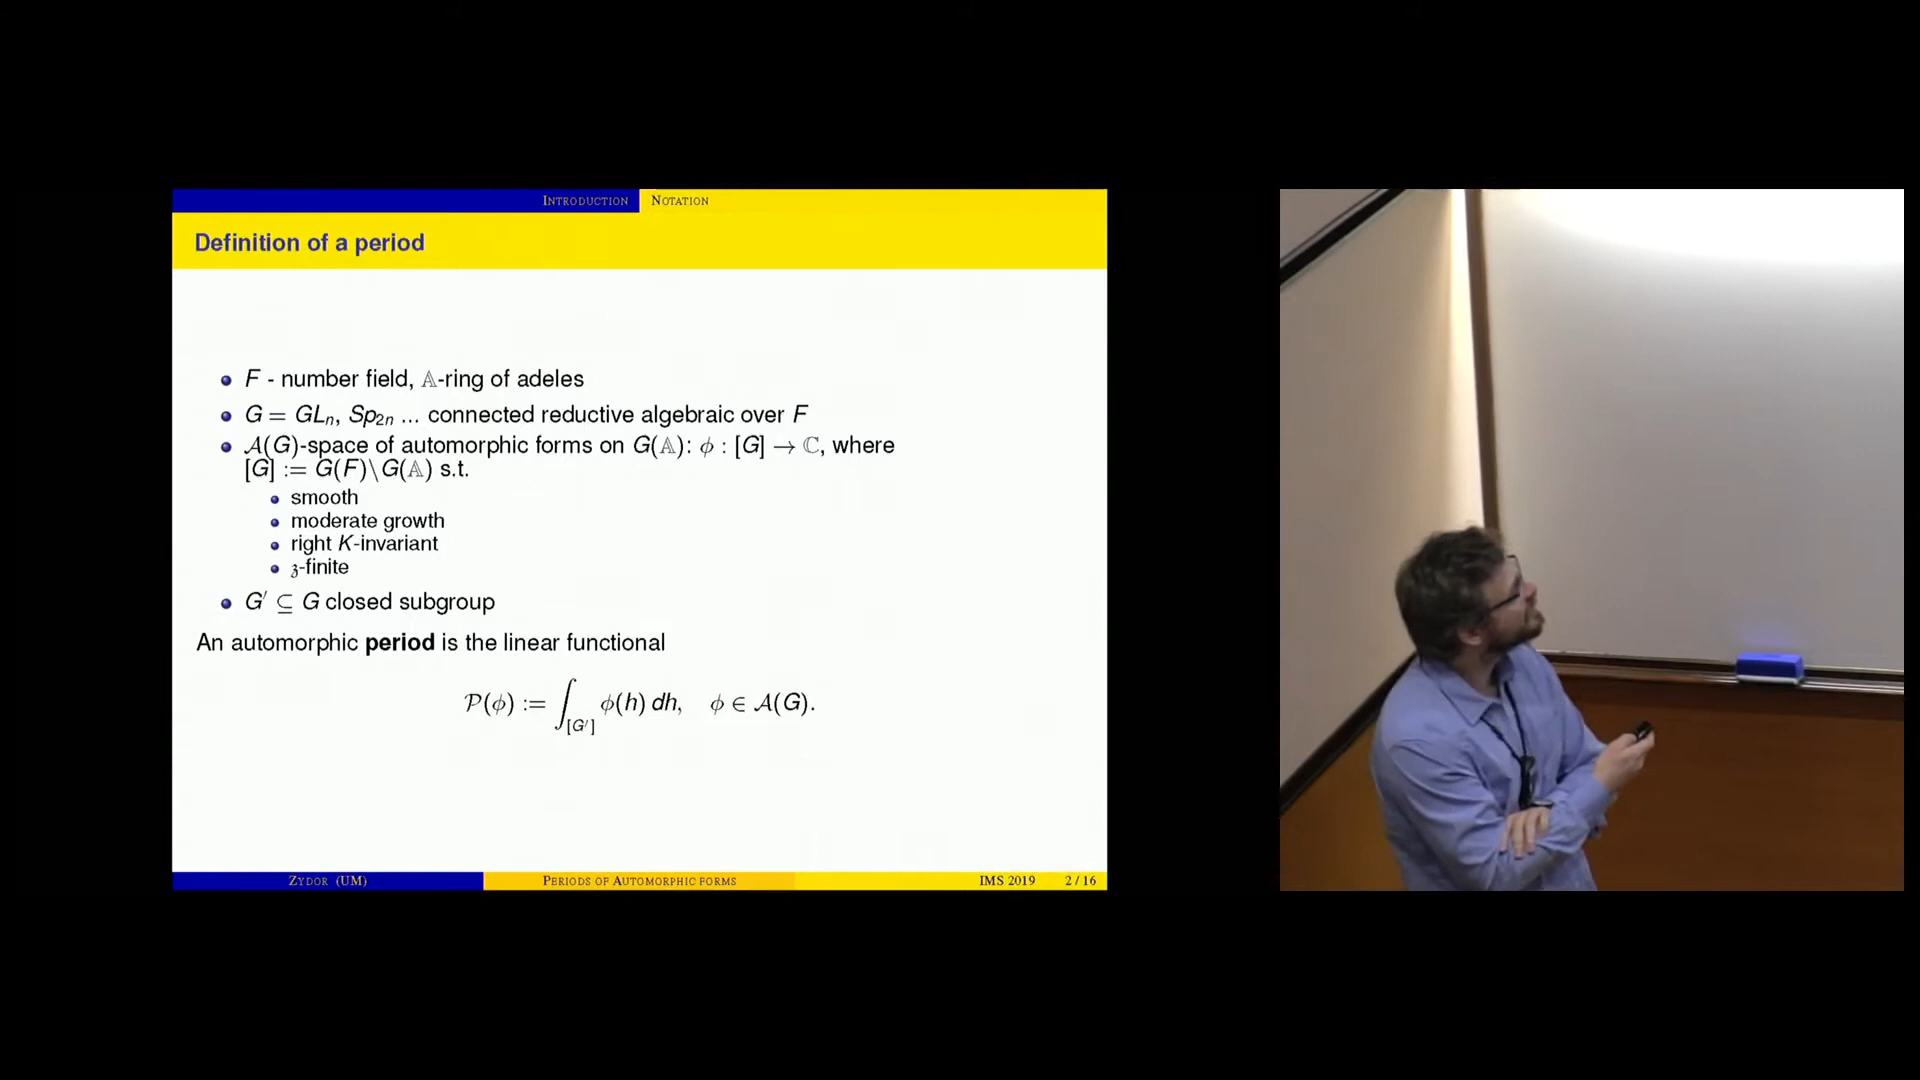 INTRODUCTION NOTATION
Definition of a period
F - number field, 𝔸-ring of adeles
G = GLₙ, Sp₂ₙ ... connected reductive algebraic over F
𝒜(G)-space of automorphic forms on G(𝔸): ϕ : [G] → ℂ, where
[G] := G(F)\G(𝔸) s.t.
smooth
moderate growth
right K-invariant
𝔷-finite
G′ ⊆ G closed subgroup
An automorphic period is the linear functional
𝒫(ϕ) := ∫_[G′] ϕ(h) dh, ϕ ∈ 𝒜(G).
ZYDOR (UM) PERIODS OF AUTOMORPHIC FORMS IMS 2019 2 / 16